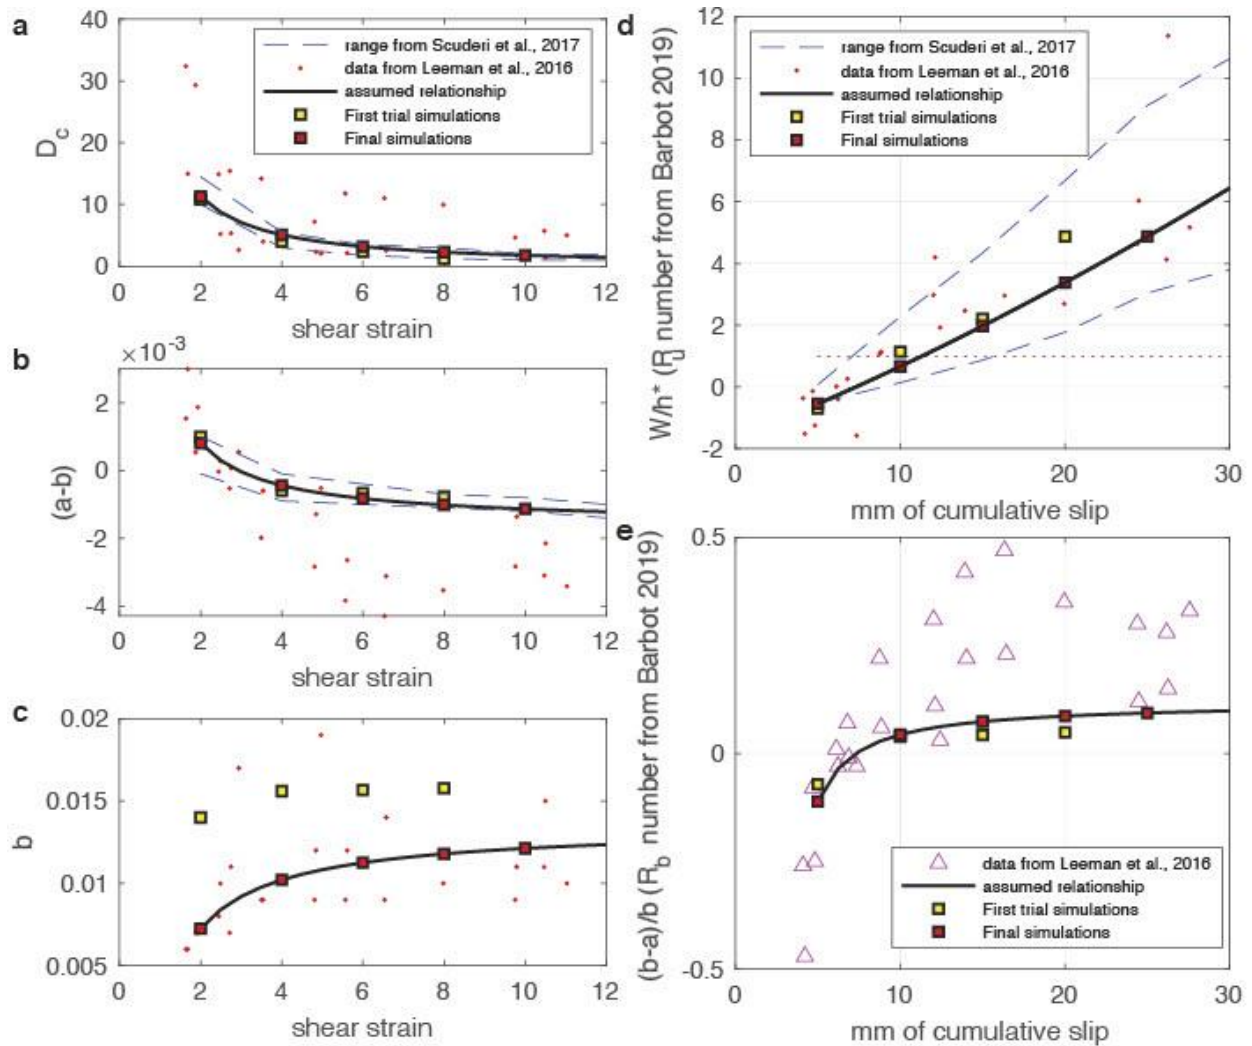 a
40
30
20
10
0
D_c
range from Scuderi et al., 2017
data from Leeman et al., 2016
assumed relationship
First trial simulations
Final simulations
0 2 4 6 8 10 12
shear strain
b
×10⁻³
2
0
-2
-4
(a-b)
0 2 4 6 8 10 12
shear strain
c
0.02
0.015
0.01
0.005
b
0 2 4 6 8 10 12
shear strain
d
12
10
8
6
4
2
0
-2
W/h* (R_u number from Barbot 2019)
range from Scuderi et al., 2017
data from Leeman et al., 2016
assumed relationship
First trial simulations
Final simulations
0 10 20 30
mm of cumulative slip
e
0.5
0
-0.5
(b-a)/b (R_b number from Barbot 2019)
data from Leeman et al., 2016
assumed relationship
First trial simulations
Final simulations
0 10 20 30
mm of cumulative slip